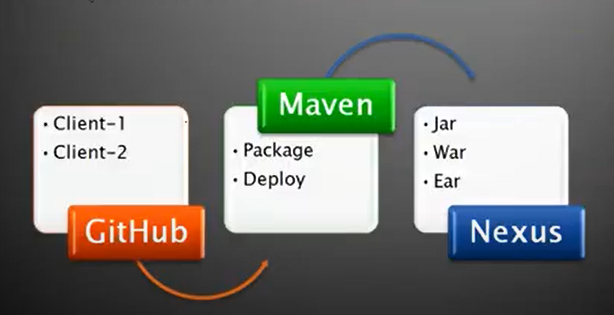 • Client-1
• Client-2
GitHub
Maven
• Package
• Deploy
• Jar
• War
• Ear
Nexus